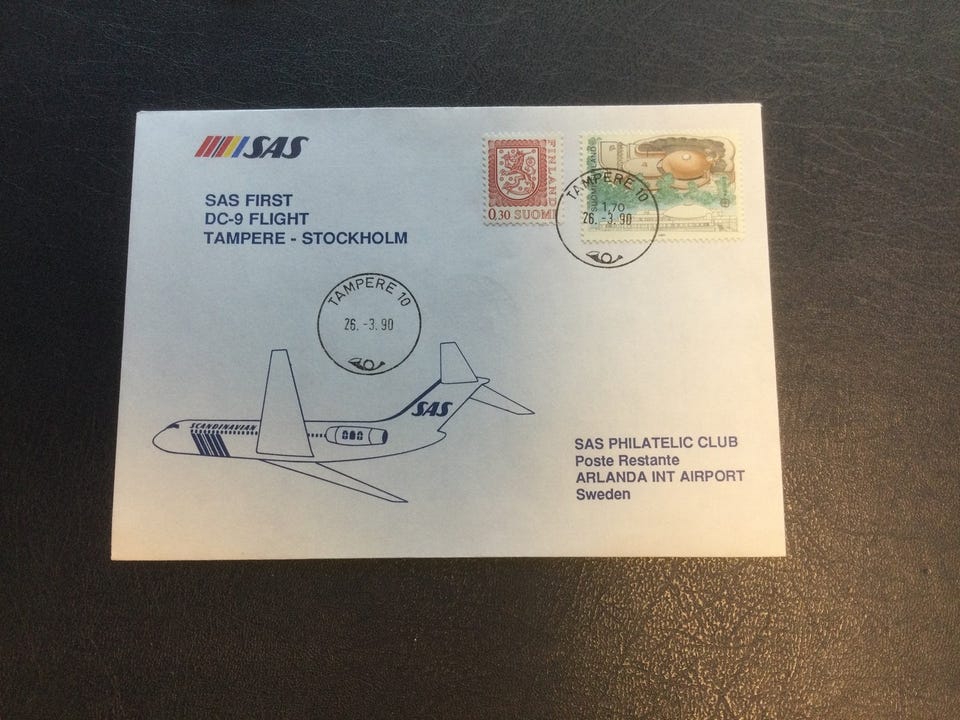 SAS
SAS FIRST
DC-9 FLIGHT
TAMPERE - STOCKHOLM
FINLAND
0,30 SUOMI
SUOMI FINLAND
1,70
TAMPERE 10
26. -3. 90
TAMPERE 10
26. -3. 90
SCANDINAVIAN
SAS
SAS PHILATELIC CLUB
Poste Restante
ARLANDA INT AIRPORT
Sweden